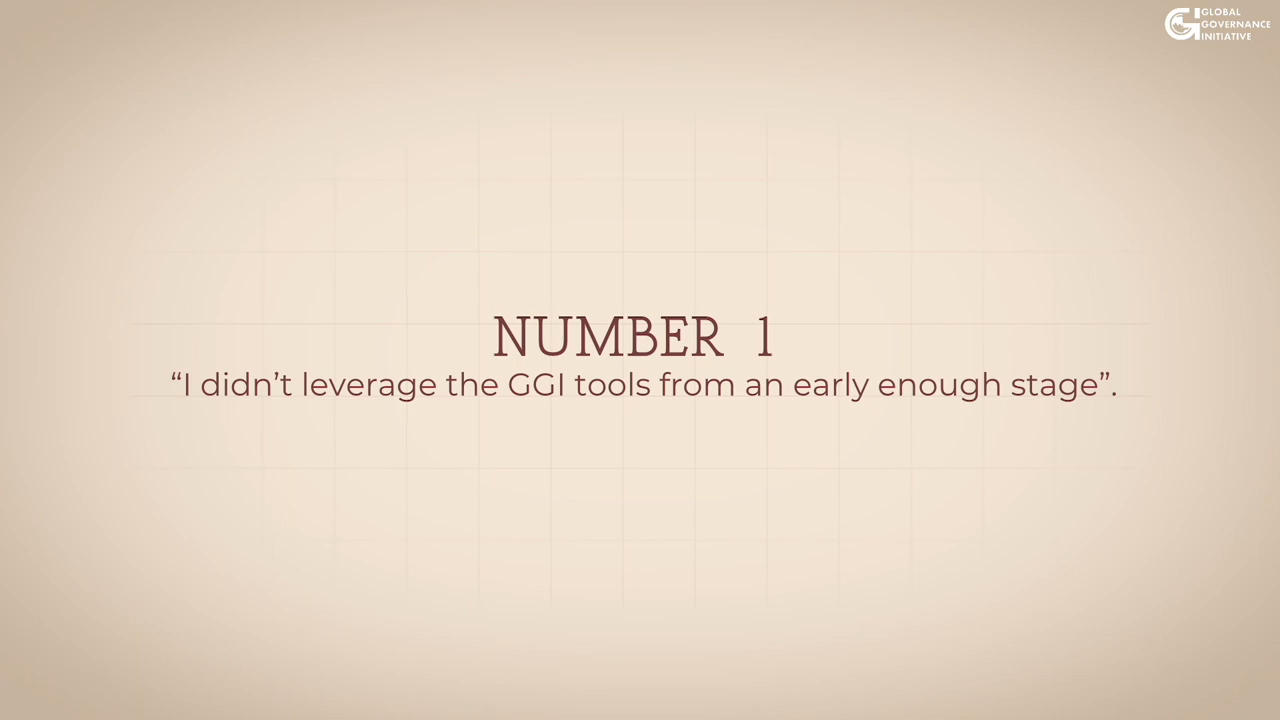 GLOBAL
GOVERNANCE
INITIATIVE
NUMBER 1
“I didn’t leverage the GGI tools from an early enough stage”.